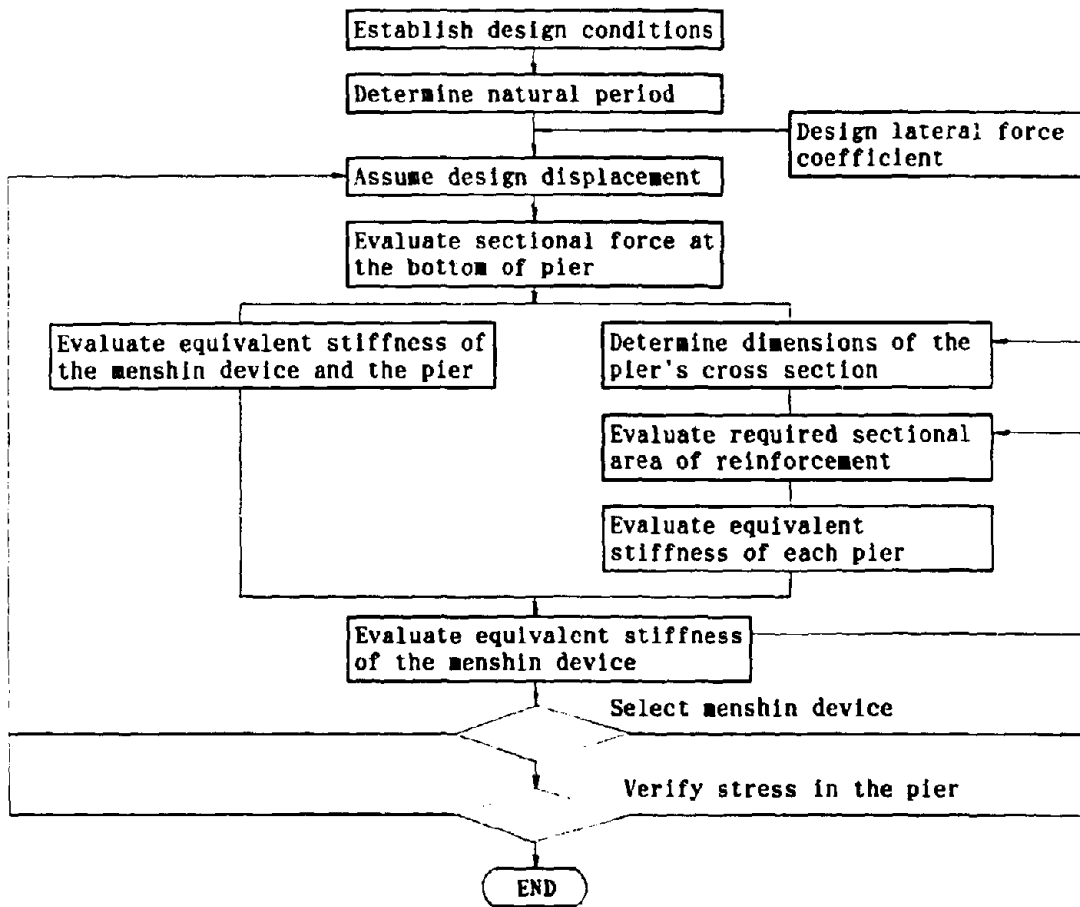 Establish design conditions
Determine natural period
Design lateral force
coefficient
Assume design displacement
Evaluate sectional force at
the bottom of pier
Evaluate equivalent stiffness of
the menshin device and the pier
Determine dimensions of the
pier's cross section
Evaluate required sectional
area of reinforcement
Evaluate equivalent
stiffness of each pier
Evaluate equivalent stiffness
of the menshin device
Select menshin device
Verify stress in the pier
END